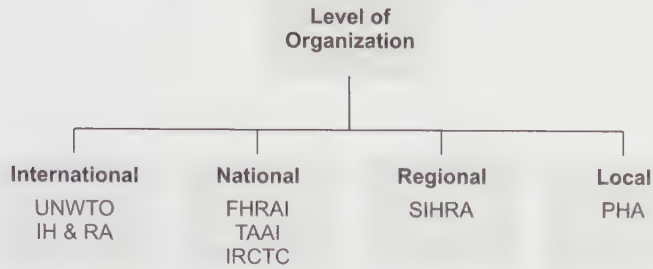 Level of
Organization
International
National
Regional
Local
UNWTO
FHRAI
SIHRA
PHA
IH & RA
TAAI
IRCTC